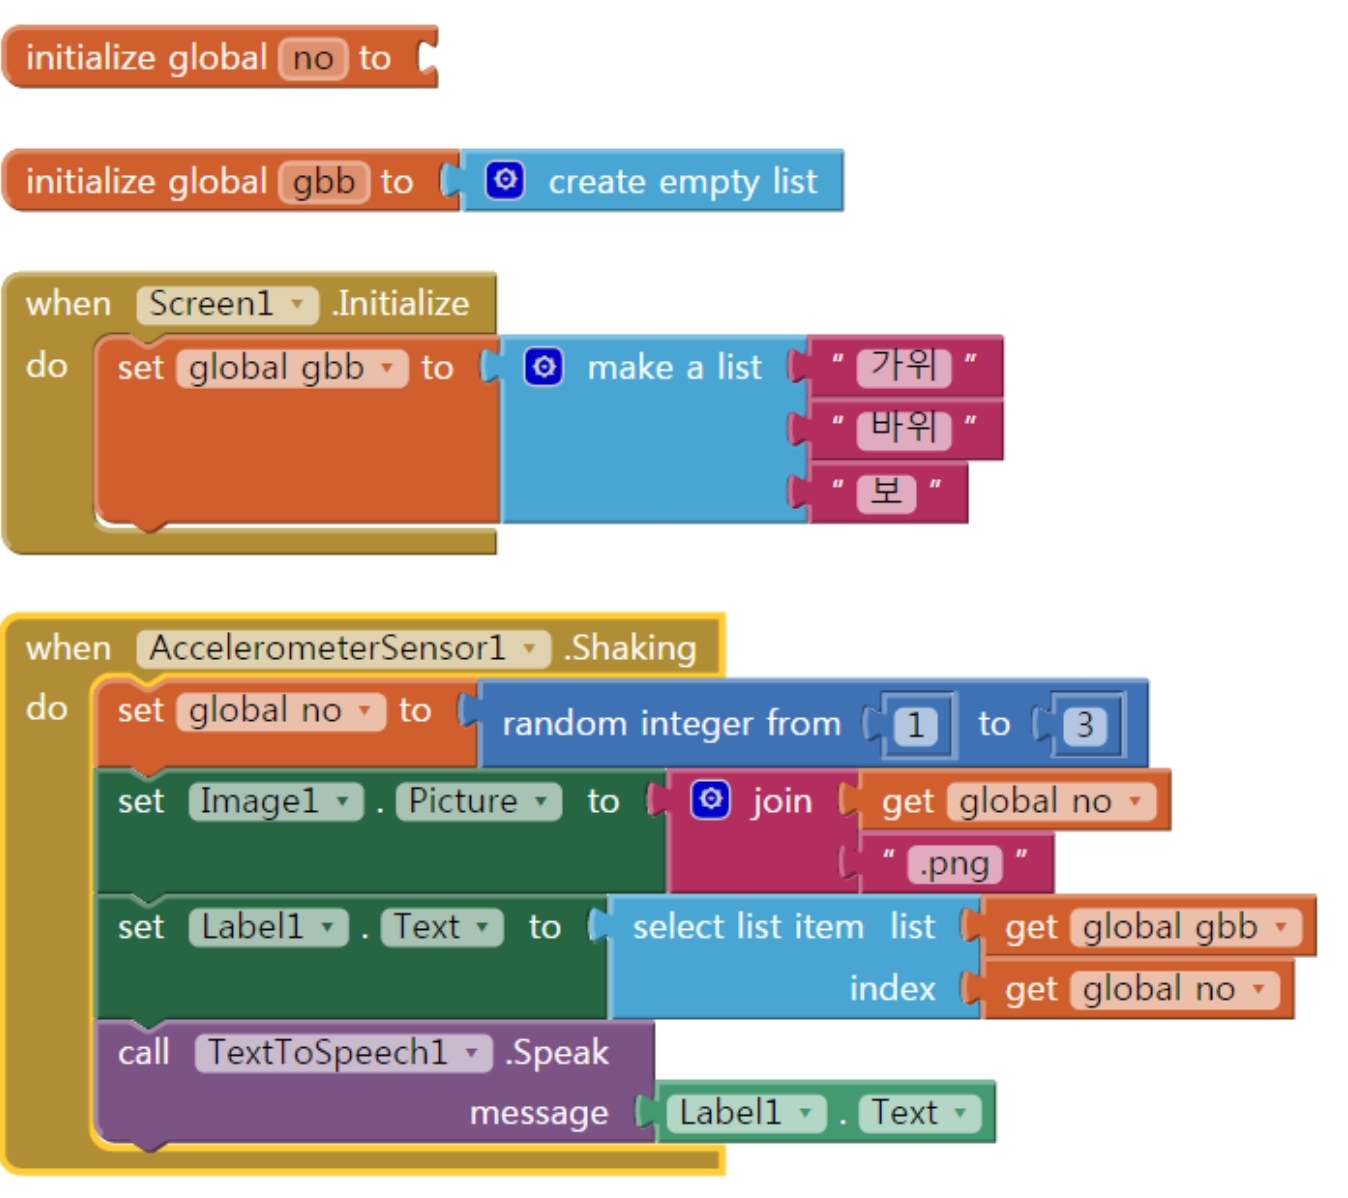 initialize global no to
initialize global gbb to create empty list
when Screen1 .Initialize
do set global gbb to make a list " 가위 "
" 바위 "
" 보 "
when AccelerometerSensor1 .Shaking
do set global no to random integer from 1 to 3
set Image1 . Picture to join get global no
" .png "
set Label1 . Text to select list item list get global gbb
index get global no
call TextToSpeech1 .Speak
message Label1 . Text